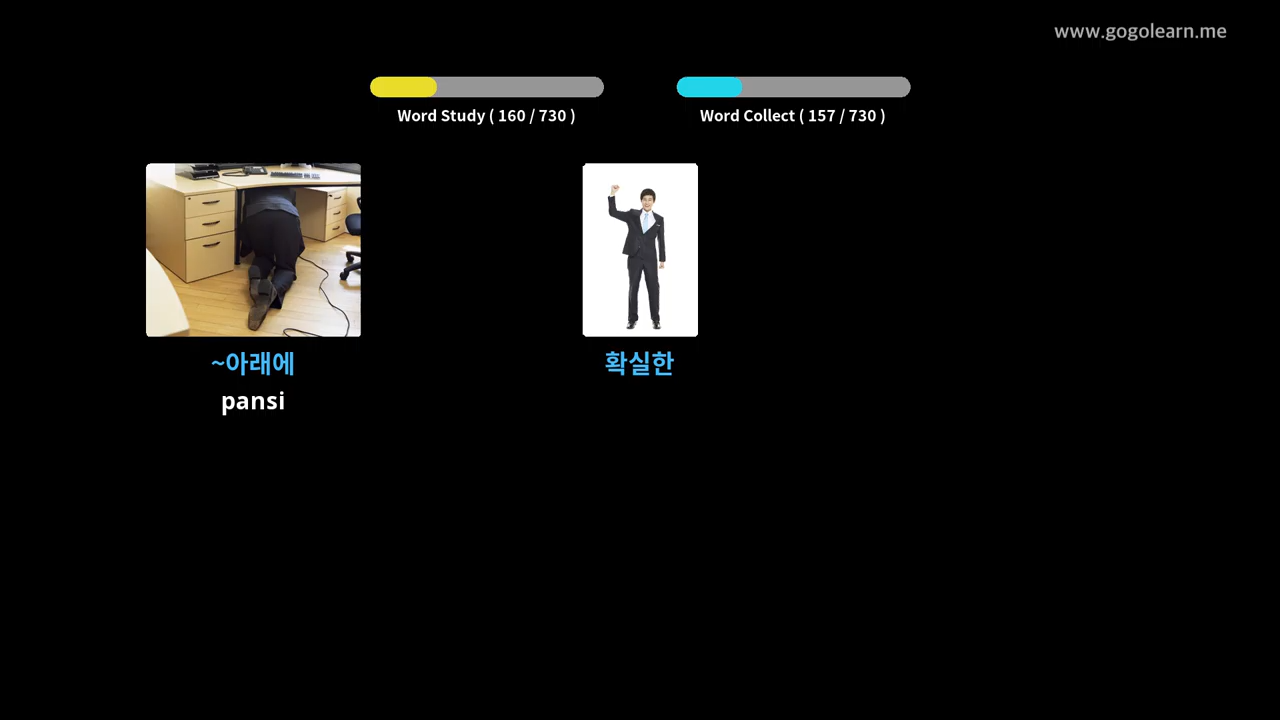 www.gogolearn.me
Word Study ( 160 / 730 )
Word Collect ( 157 / 730 )
~아래에
확실한
pansi